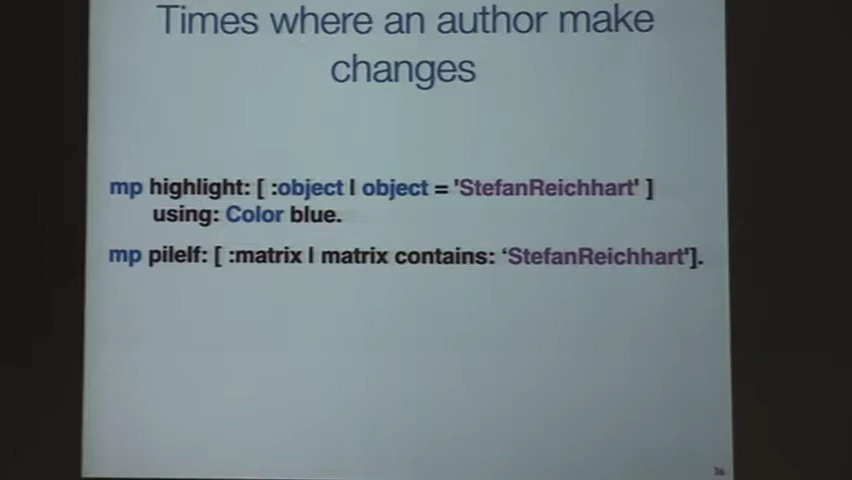 Times where an author make
changes
mp highlight: [ :object | object = 'StefanReichhart' ]
using: Color blue.
mp pileIf: [ :matrix | matrix contains: ‘StefanReichhart'].
36